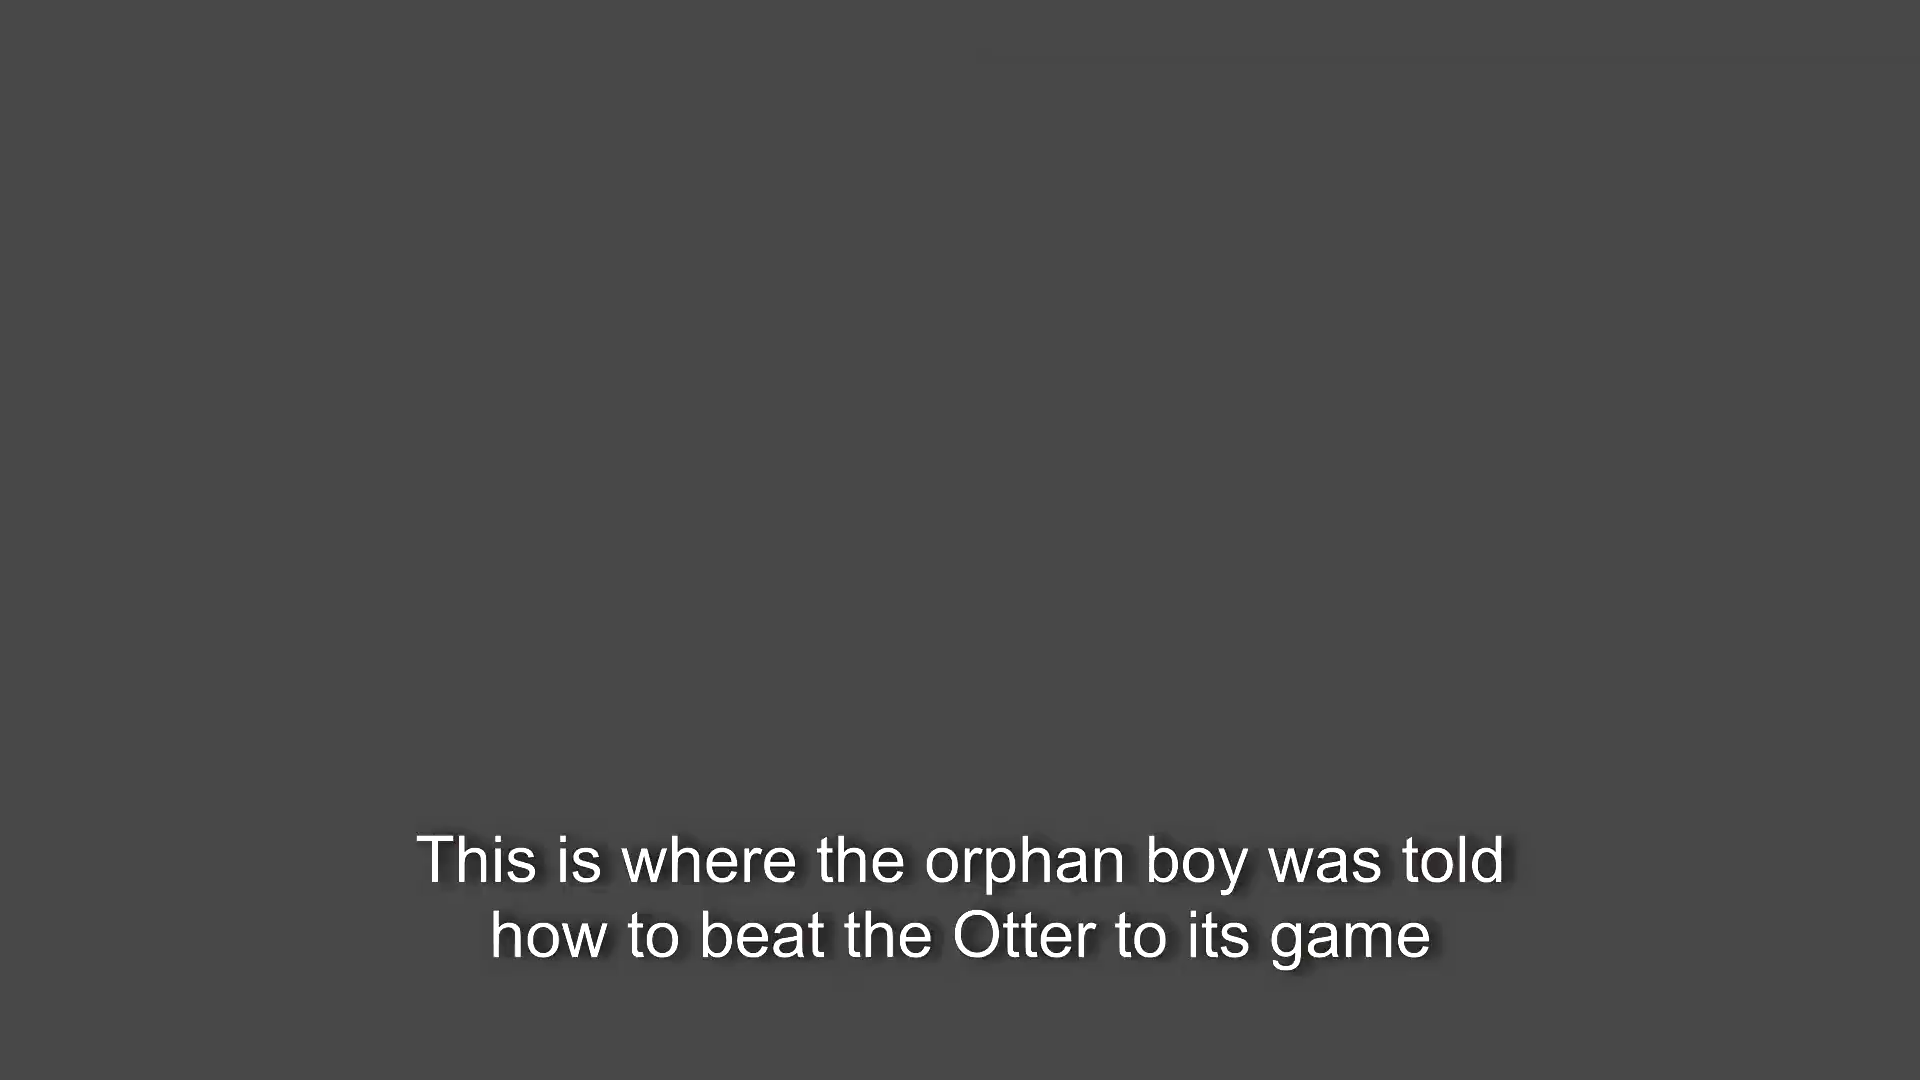 This is where the orphan boy was told
how to beat the Otter to its game